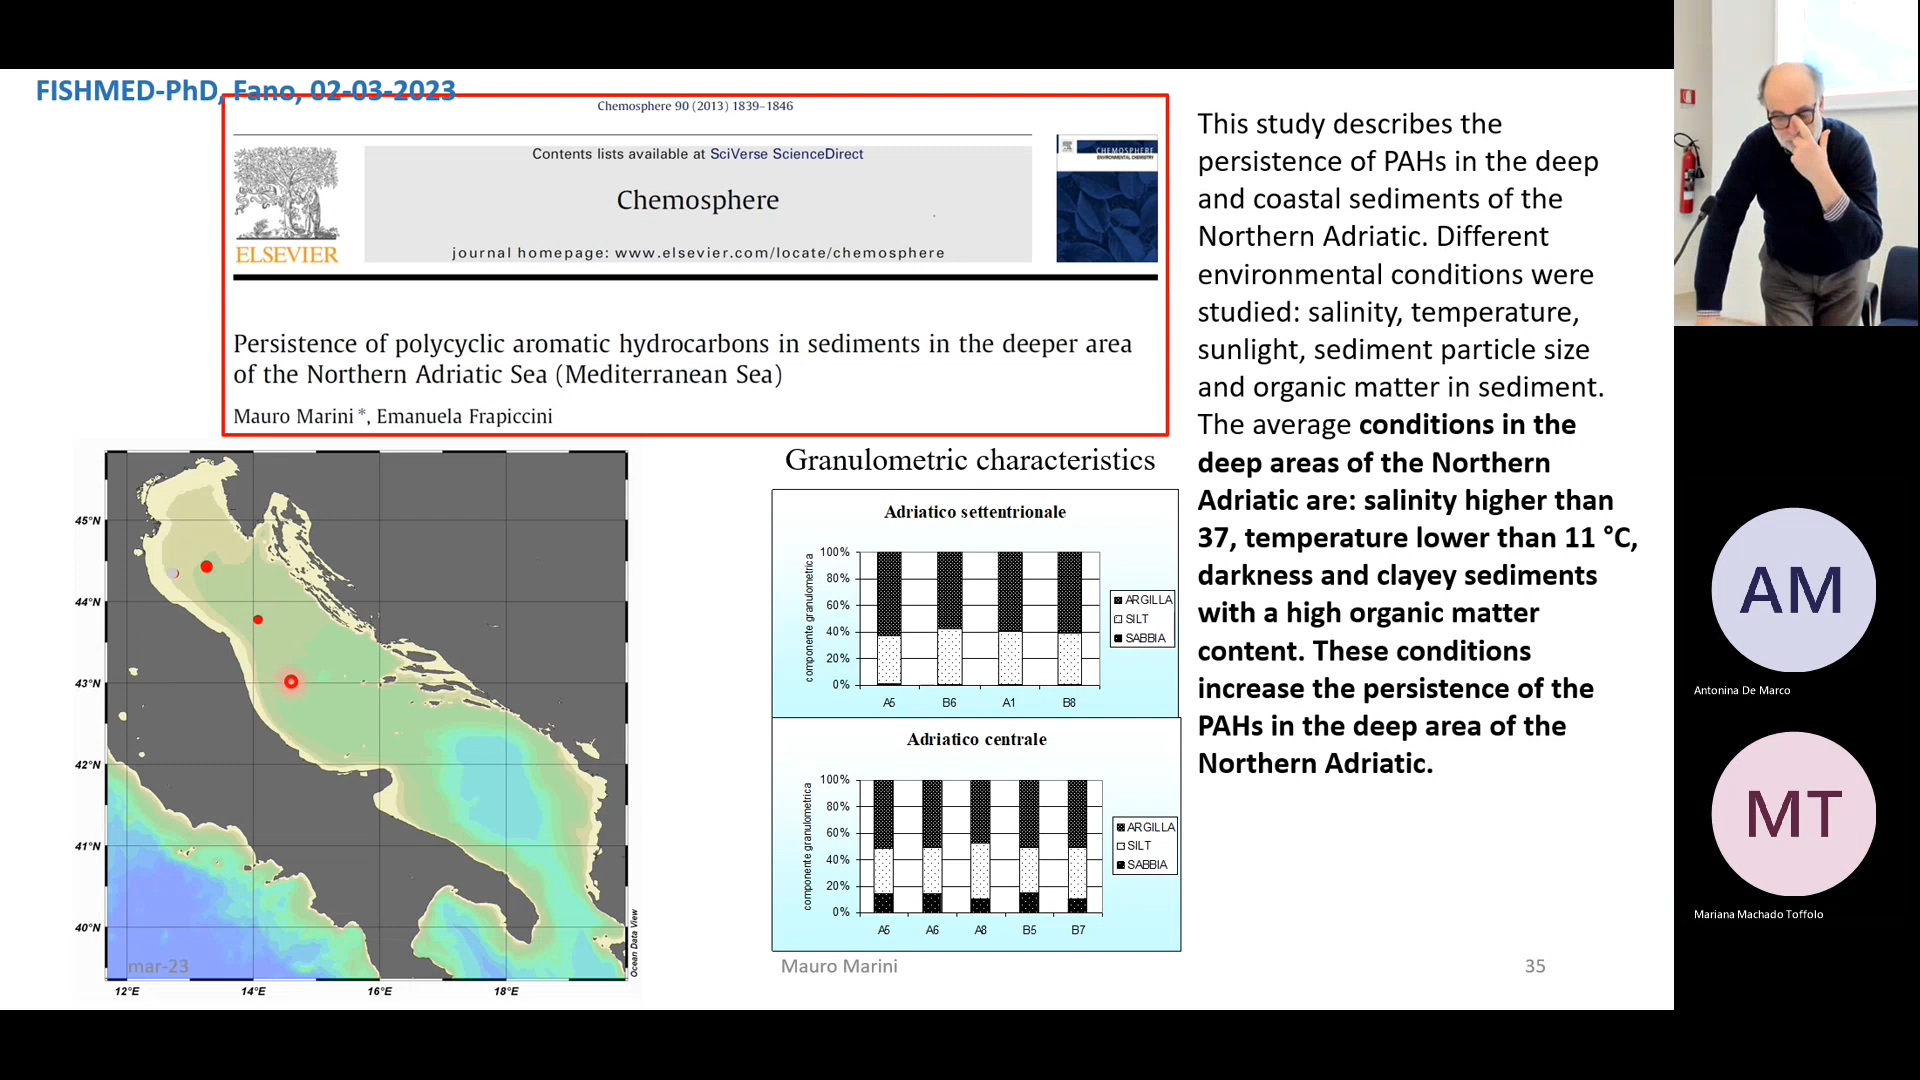 FISHMED-PhD, Fano, 02-03-2023
Chemosphere 90 (2013) 1839–1846
Contents lists available at SciVerse ScienceDirect
Chemosphere
journal homepage: www.elsevier.com/locate/chemosphere
ELSEVIER
CHEMOSPHERE
ENVIRONMENTAL CHEMISTRY
Persistence of polycyclic aromatic hydrocarbons in sediments in the deeper area
of the Northern Adriatic Sea (Mediterranean Sea)
Mauro Marini *, Emanuela Frapiccini
This study describes the
persistence of PAHs in the deep
and coastal sediments of the
Northern Adriatic. Different
environmental conditions were
studied: salinity, temperature,
sunlight, sediment particle size
and organic matter in sediment.
The average conditions in the
deep areas of the Northern
Adriatic are: salinity higher than
37, temperature lower than 11 °C,
darkness and clayey sediments
with a high organic matter
content. These conditions
increase the persistence of the
PAHs in the deep area of the
Northern Adriatic.
45°N
44°N
43°N
42°N
41°N
40°N
12°E 14°E 16°E 18°E
Ocean Data View
mar-23
Granulometric characteristics
Adriatico settentrionale
componente granulometrica
100%
80%
60%
40%
20%
0%
A5 B6 A1 B8
ARGILLA
SILT
SABBIA
Adriatico centrale
componente granulometrica
100%
80%
60%
40%
20%
0%
A5 A6 A8 B5 B7
ARGILLA
SILT
SABBIA
Mauro Marini
35
AM
Antonina De Marco
MT
Mariana Machado Toffolo